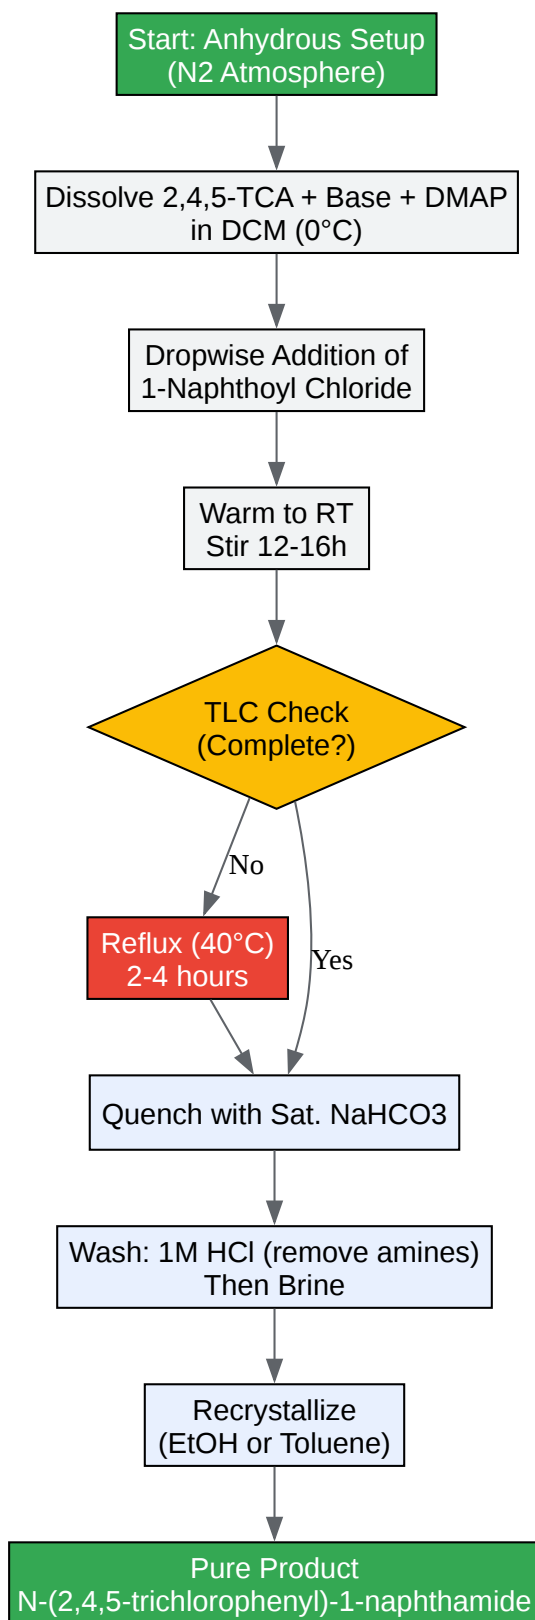 Start: Anhydrous Setup
(N2 Atmosphere)
Dissolve 2,4,5-TCA + Base + DMAP
in DCM (0°C)
Dropwise Addition of
1-Naphthoyl Chloride
Warm to RT
Stir 12-16h
TLC Check
(Complete?)
No
Reflux (40°C)
2-4 hours
Yes
Quench with Sat. NaHCO3
Wash: 1M HCl (remove amines)
Then Brine
Recrystallize
(EtOH or Toluene)
Pure Product
N-(2,4,5-trichlorophenyl)-1-naphthamide